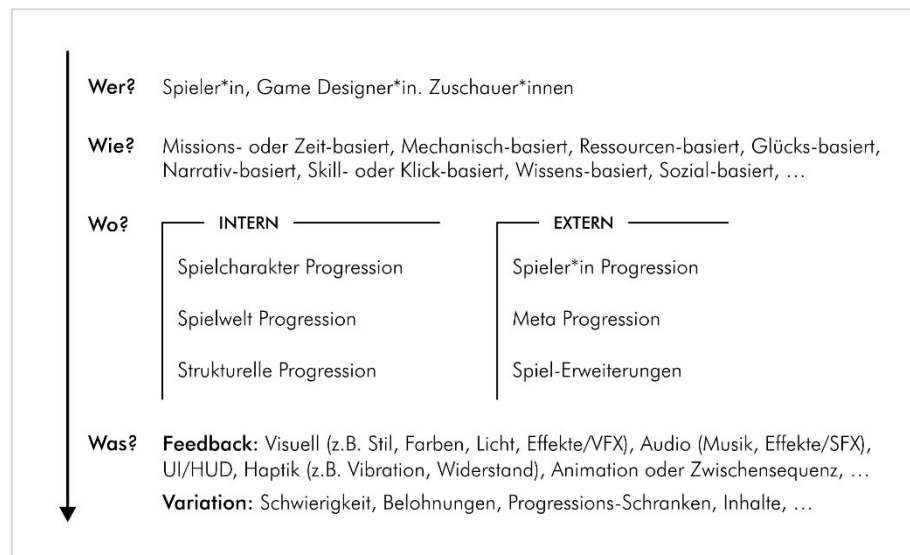 Wer? Spieler*in, Game Designer*in. Zuschauer*innen
Wie? Missions- oder Zeit-basiert, Mechanisch-basiert, Ressourcen-basiert, Glücks-basiert,
Narrativ-basiert, Skill- oder Klick-basiert, Wissens-basiert, Sozial-basiert, …
Wo? INTERN EXTERN
Spielcharakter Progression Spieler*in Progression
Spielwelt Progression Meta Progression
Strukturelle Progression Spiel-Erweiterungen
Was? Feedback: Visuell (z.B. Stil, Farben, Licht, Effekte/VFX), Audio (Musik, Effekte/SFX),
UI/HUD, Haptik (z.B. Vibration, Widerstand), Animation oder Zwischensequenz, …
Variation: Schwierigkeit, Belohnungen, Progressions-Schranken, Inhalte, …